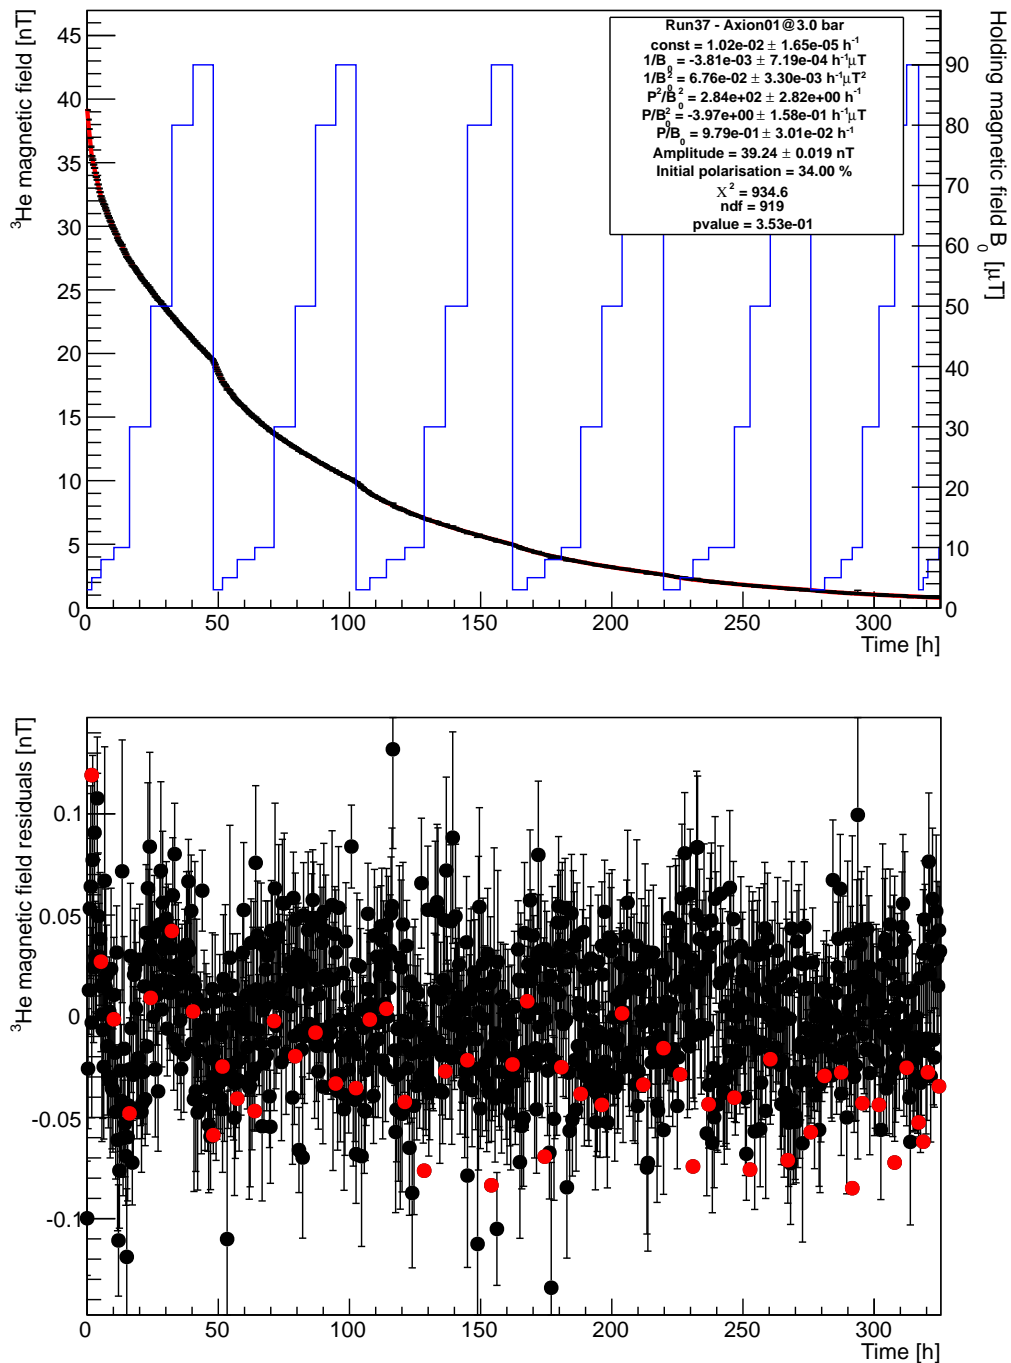 ³He magnetic field [nT]
45
40
35
30
25
20
15
10
5
0
Run37 - Axion01@3.0 bar
const = 1.02e-02 ± 1.65e-05 h⁻¹
1/B₀ = -3.81e-03 ± 7.19e-04 h⁻¹μT
1/B₀² = 6.76e-02 ± 3.30e-03 h⁻¹μT²
P²/B₀² = 2.84e+02 ± 2.82e+00 h⁻¹
P/B₀² = -3.97e+00 ± 1.58e-01 h⁻¹μT
P/B₀ = 9.79e-01 ± 3.01e-02 h⁻¹
Amplitude = 39.24 ± 0.019 nT
Initial polarisation = 34.00 %
Χ² = 934.6
ndf = 919
pvalue = 3.53e-01
Holding magnetic field B₀ [μT]
90
80
70
60
50
40
30
20
10
0
0 50 100 150 200 250 300
Time [h]
³He magnetic field residuals [nT]
0.1
0.05
0
-0.05
-0.1
0 50 100 150 200 250 300
Time [h]